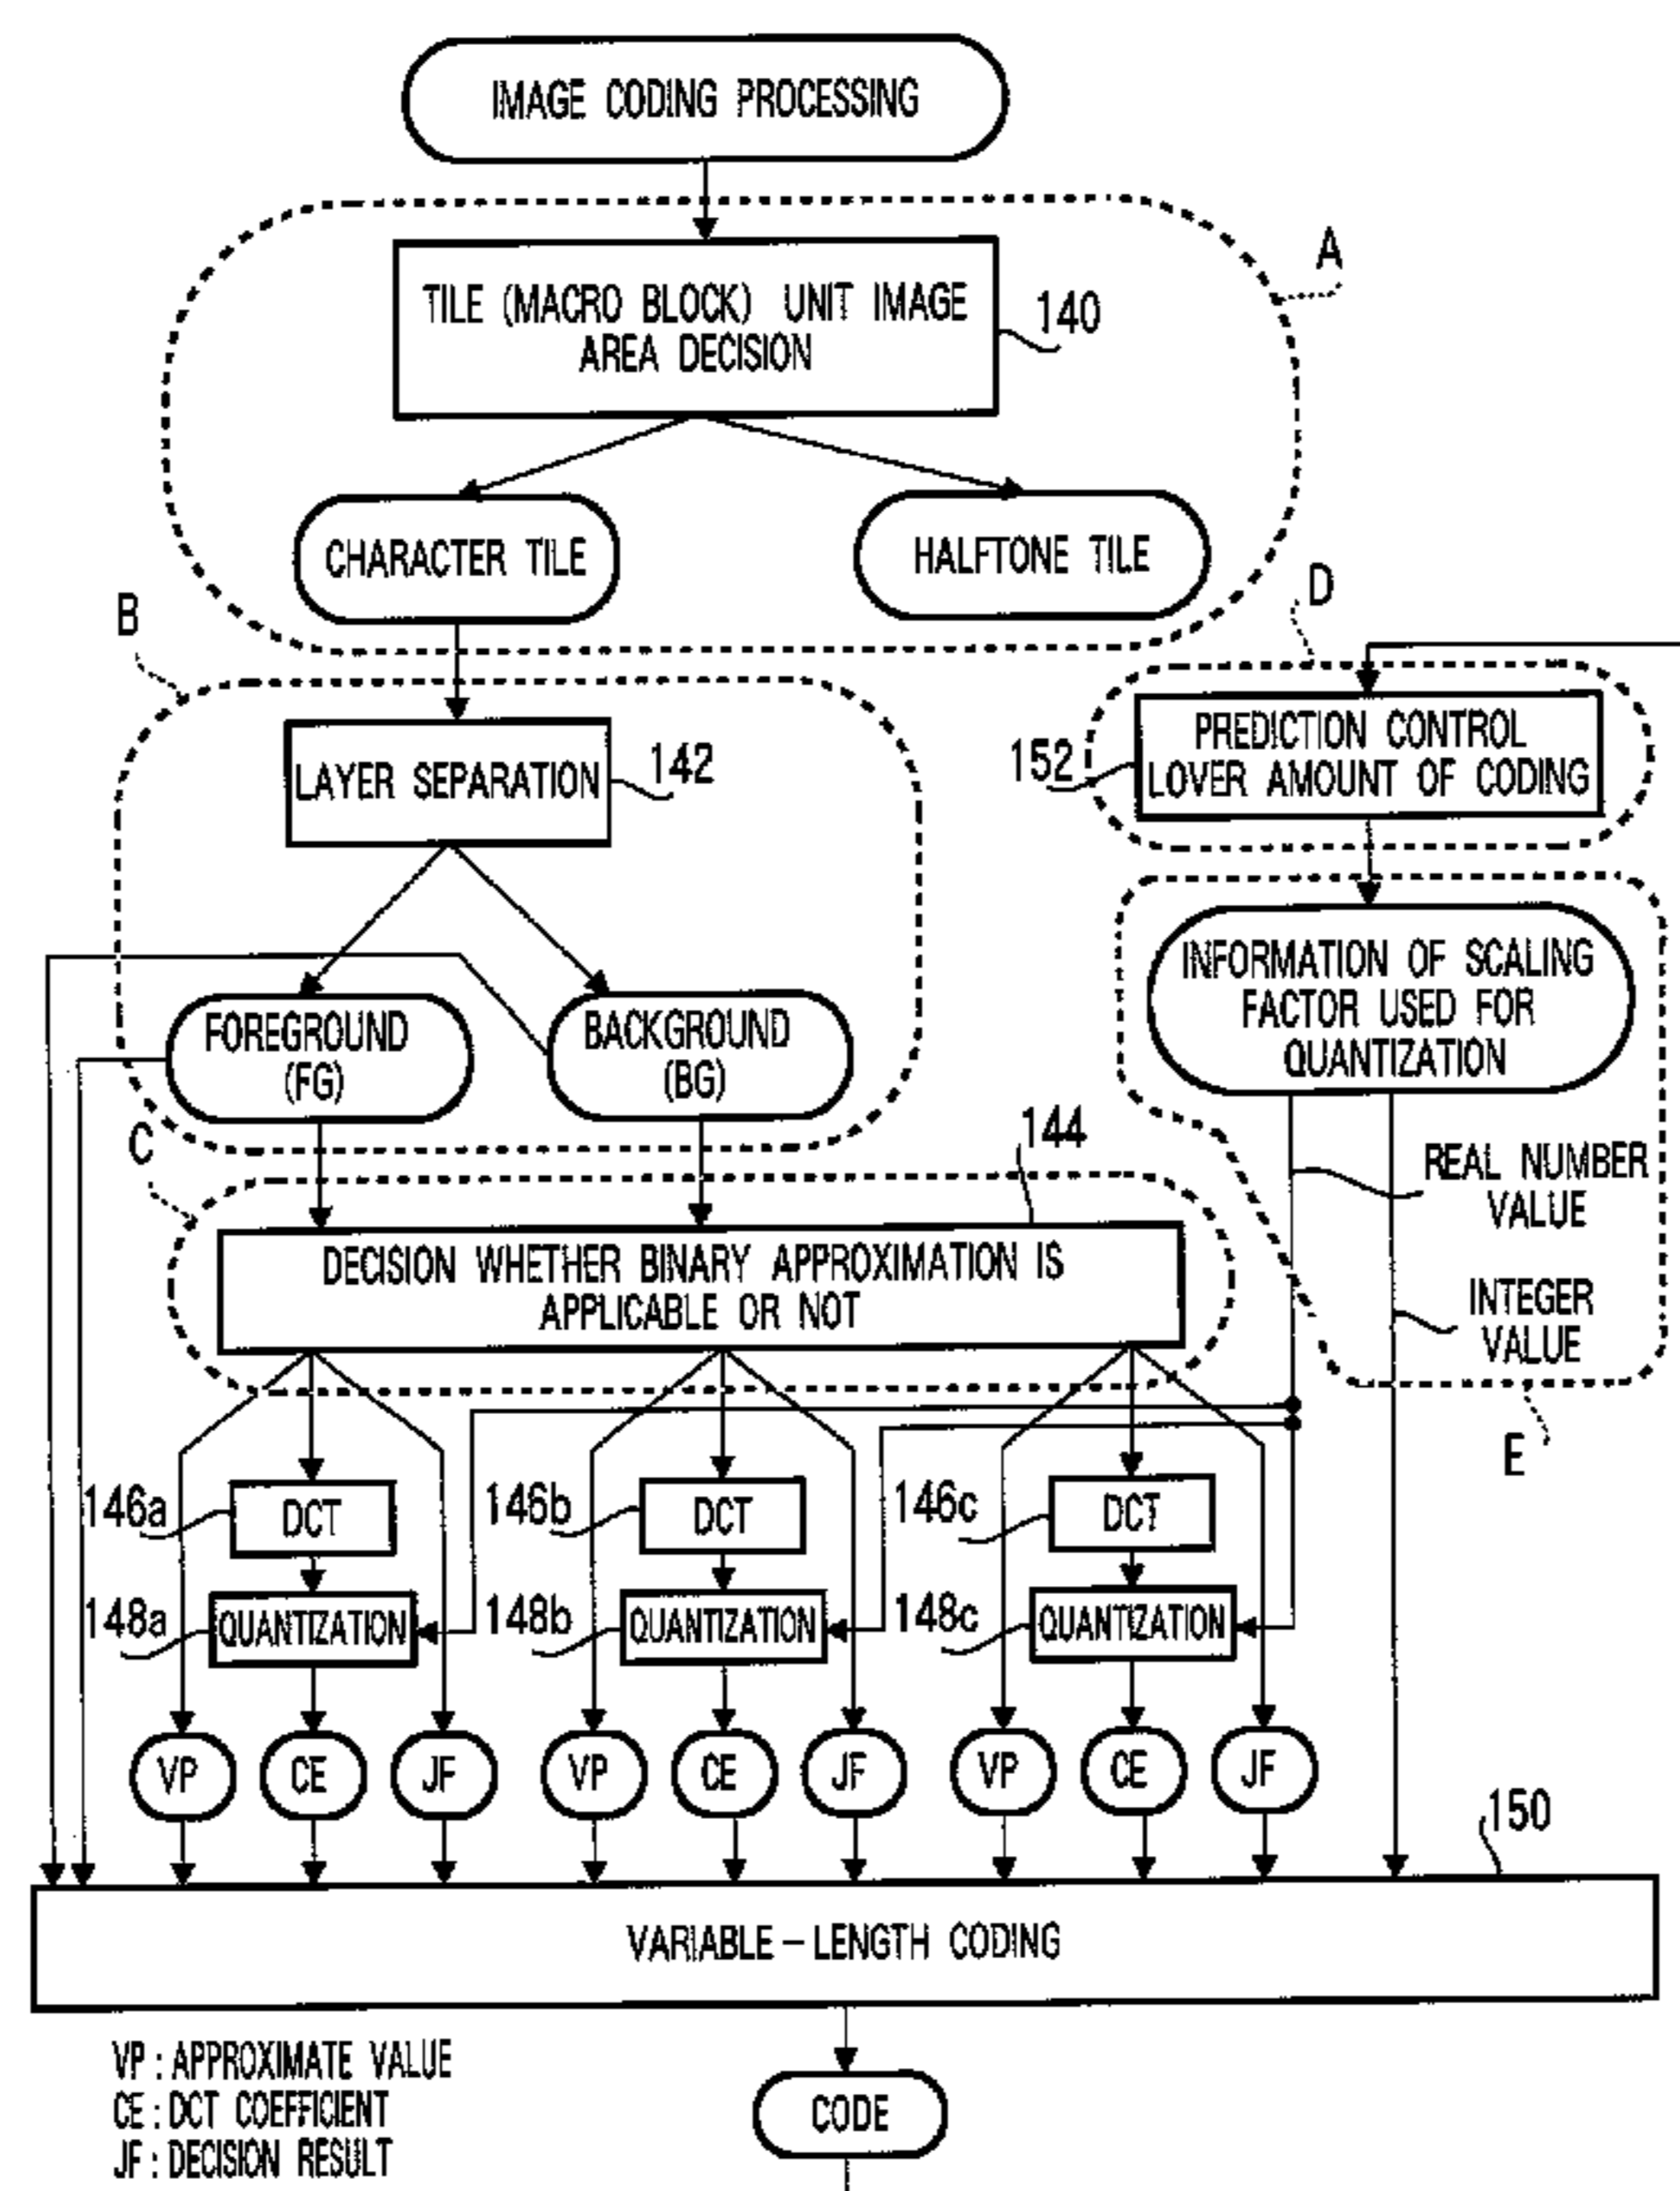 IMAGE CODING PROCESSING
A
TILE (MACRO BLOCK) UNIT IMAGE
AREA DECISION
140
CHARACTER TILE
HALFTONE TILE
B
D
LAYER SEPARATION
142
152
PREDICTION CONTROL
LOVER AMOUNT OF CODING
INFORMATION OF SCALING
FACTOR USED FOR
QUANTIZATION
FOREGROUND
(FG)
BACKGROUND
(BG)
C
144
REAL NUMBER
VALUE
DECISION WHETHER BINARY APPROXIMATION IS
APPLICABLE OR NOT
INTEGER
VALUE
E
146a
DCT
146b
DCT
146c
DCT
148a
QUANTIZATION
148b
QUANTIZATION
148c
QUANTIZATION
VP
CE
JF
VP
CE
JF
VP
CE
JF
150
VARIABLE-LENGTH CODING
VP : APPROXIMATE VALUE
CE : DCT COEFFICIENT
JF : DECISION RESULT
CODE